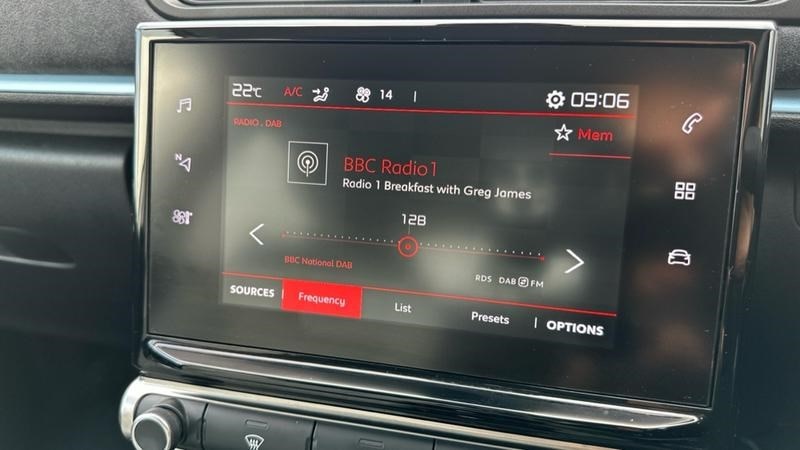 22°C A/C 14 09:06
RADIO . DAB
Mem
BBC Radio 1
Radio 1 Breakfast with Greg James
12B
BBC National DAB
RDS DAB FM
SOURCES Frequency List Presets OPTIONS
N